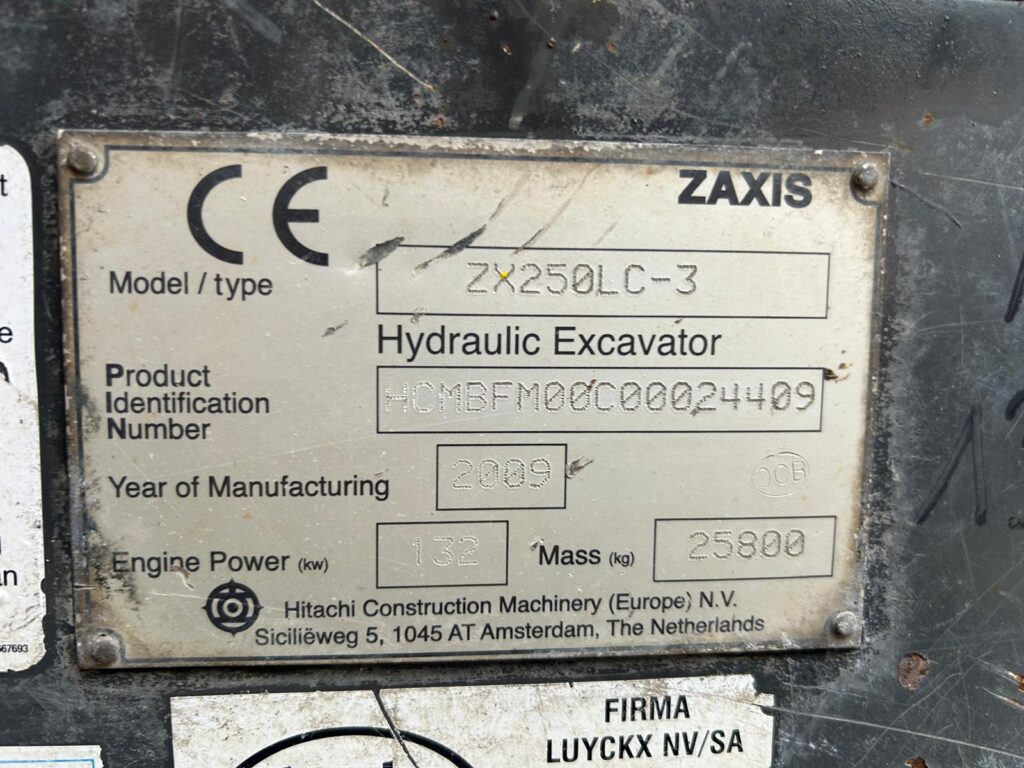 CE
ZAXIS
Model / type
ZX250LC-3
Hydraulic Excavator
Product
Identification
Number
HCMBFM00C00024409
Year of Manufacturing
2009
OCB
Engine Power (kw)
132
Mass (kg)
25800
Hitachi Construction Machinery (Europe) N.V.
Siciliëweg 5, 1045 AT Amsterdam, The Netherlands
FIRMA
LUYCKX NV/SA